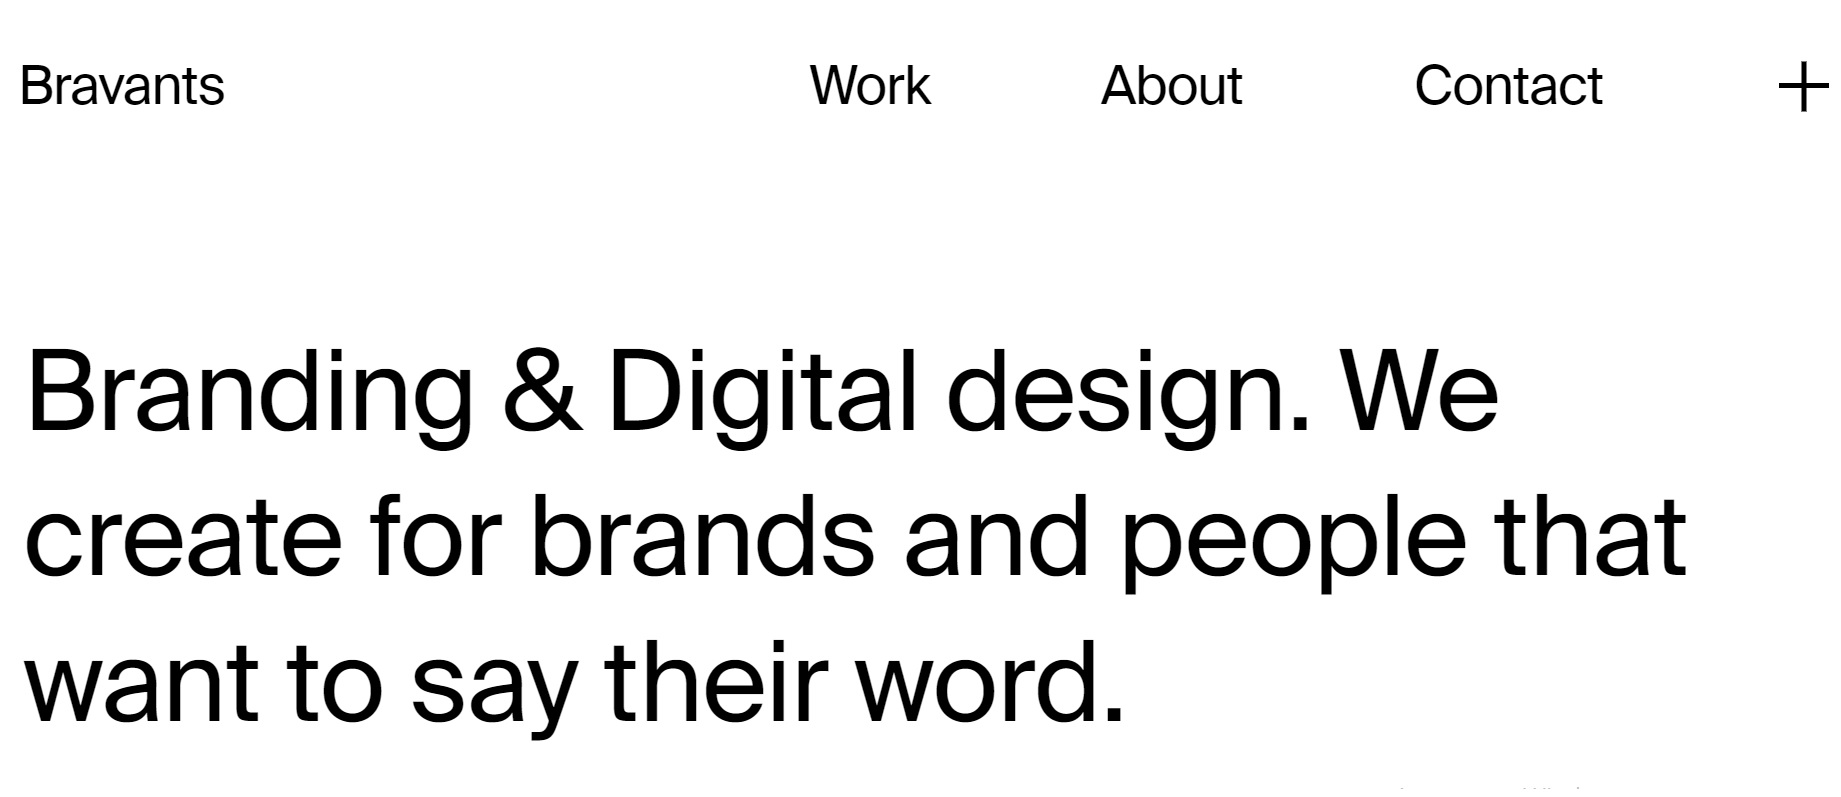 Bravants Work About Contact +
Branding & Digital design. We
create for brands and people that
want to say their word.